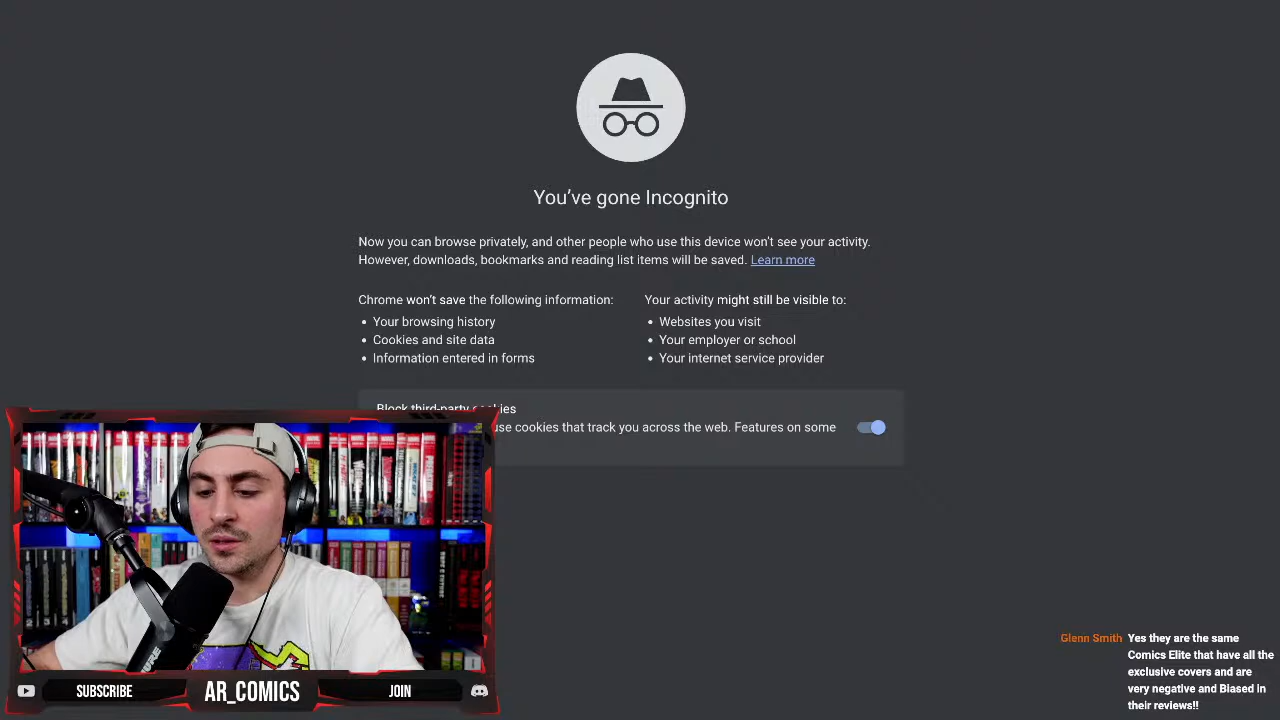 You've gone Incognito
Now you can browse privately, and other people who use this device won't see your activity.
However, downloads, bookmarks and reading list items will be saved. Learn more
Chrome won't save the following information:
• Your browsing history
• Cookies and site data
• Information entered in forms
Your activity might still be visible to:
• Websites you visit
• Your employer or school
• Your internet service provider
Block third-party cookies
use cookies that track you across the web. Features on some
SUBSCRIBE
AR_COMICS
JOIN
Glenn Smith Yes they are the same
Comics Elite that have all the
exclusive covers and are
very negative and Biased in
their reviews!!